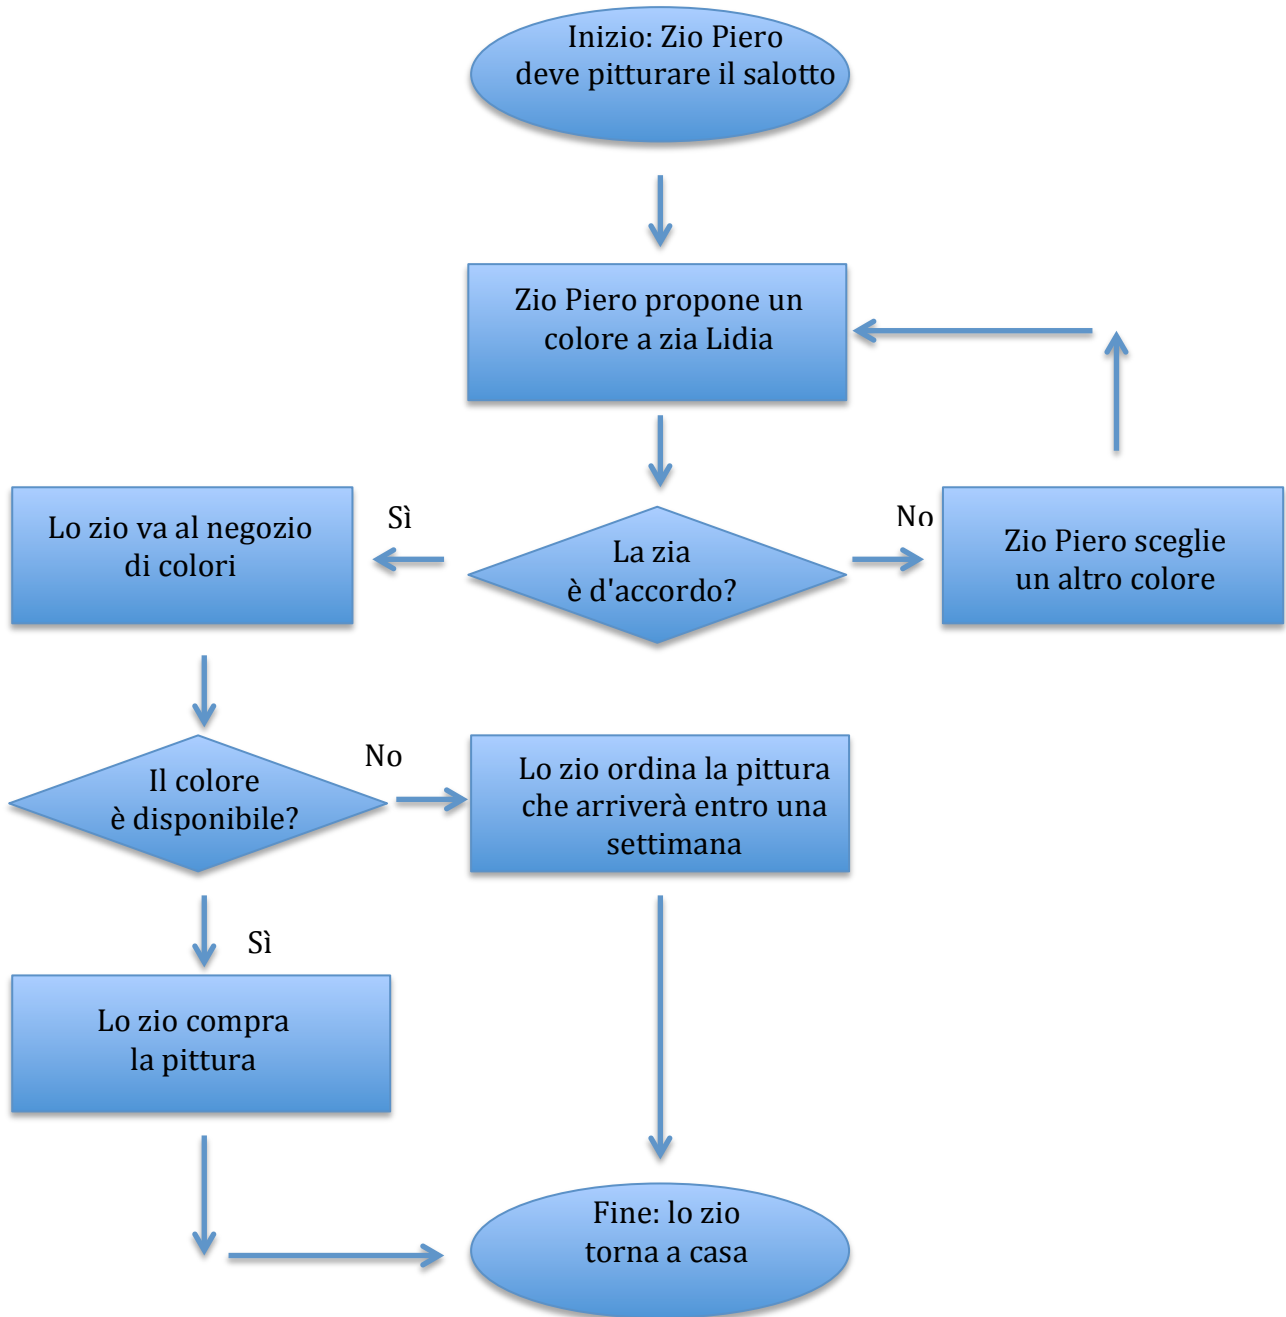 Inizio: Zio Piero
deve pitturare il salotto
Zio Piero propone un
colore a zia Lidia
Lo zio va al negozio
di colori
Sì
La zia
è d'accordo?
No
Zio Piero sceglie
un altro colore
Il colore
è disponibile?
No
Lo zio ordina la pittura
che arriverà entro una
settimana
Sì
Lo zio compra
la pittura
Fine: lo zio
torna a casa